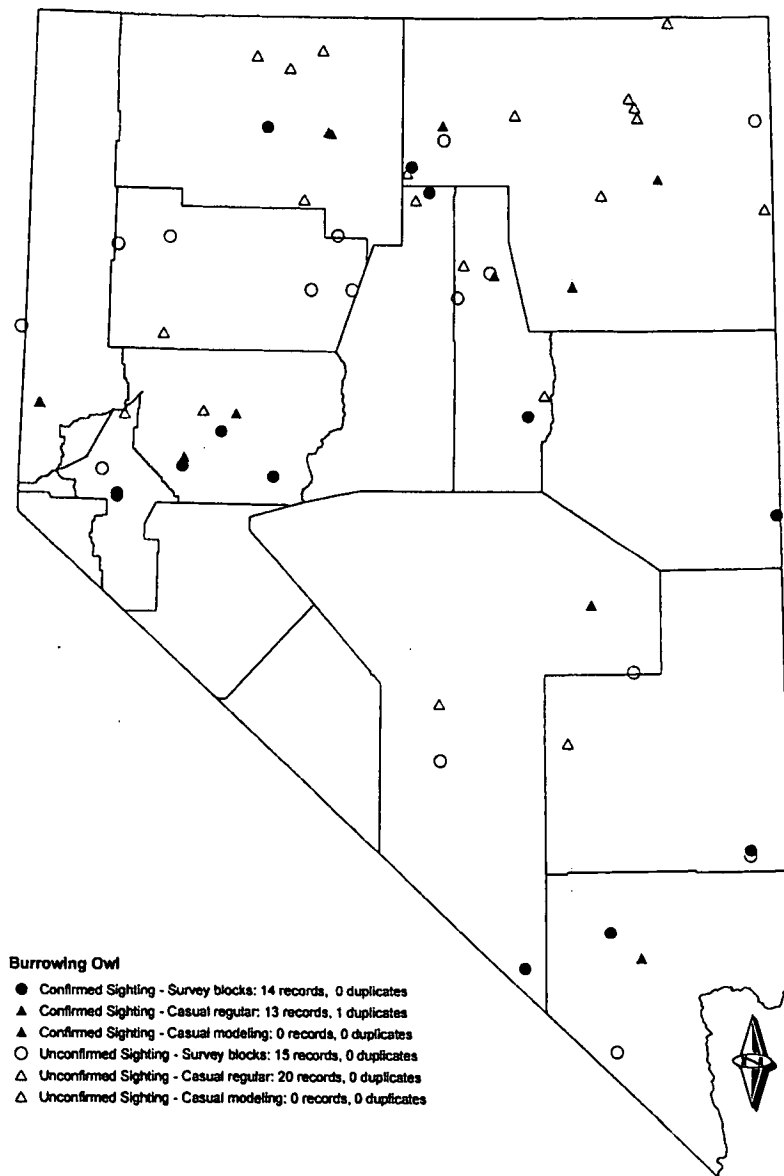 Burrowing Owl
Confirmed Sighting - Survey blocks: 14 records, 0 duplicates
Confirmed Sighting - Casual regular: 13 records, 1 duplicates
Confirmed Sighting - Casual modeling: 0 records, 0 duplicates
Unconfirmed Sighting - Survey blocks: 15 records, 0 duplicates
Unconfirmed Sighting - Casual regular: 20 records, 0 duplicates
Unconfirmed Sighting - Casual modeling: 0 records, 0 duplicates